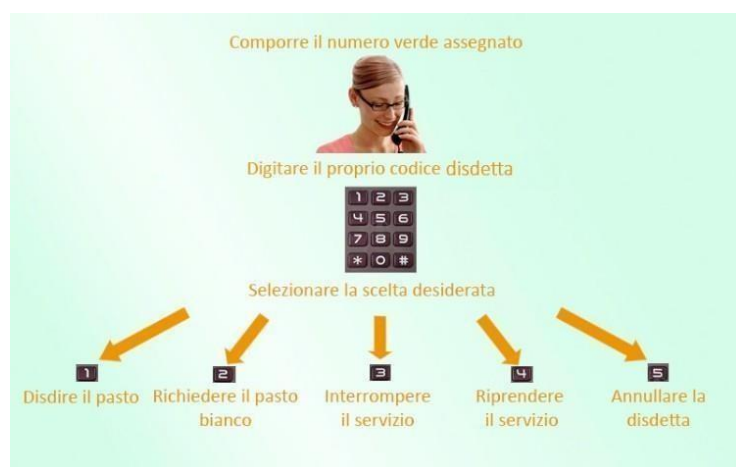 Comporre il numero verde assegnato
Digitare il proprio codice disdetta
1 2 3
4 5 6
7 8 9
* 0 #
Selezionare la scelta desiderata
1
Disdire il pasto
2
Richiedere il pasto
bianco
3
Interrompere
il servizio
4
Riprendere
il servizio
5
Annullare la
disdetta